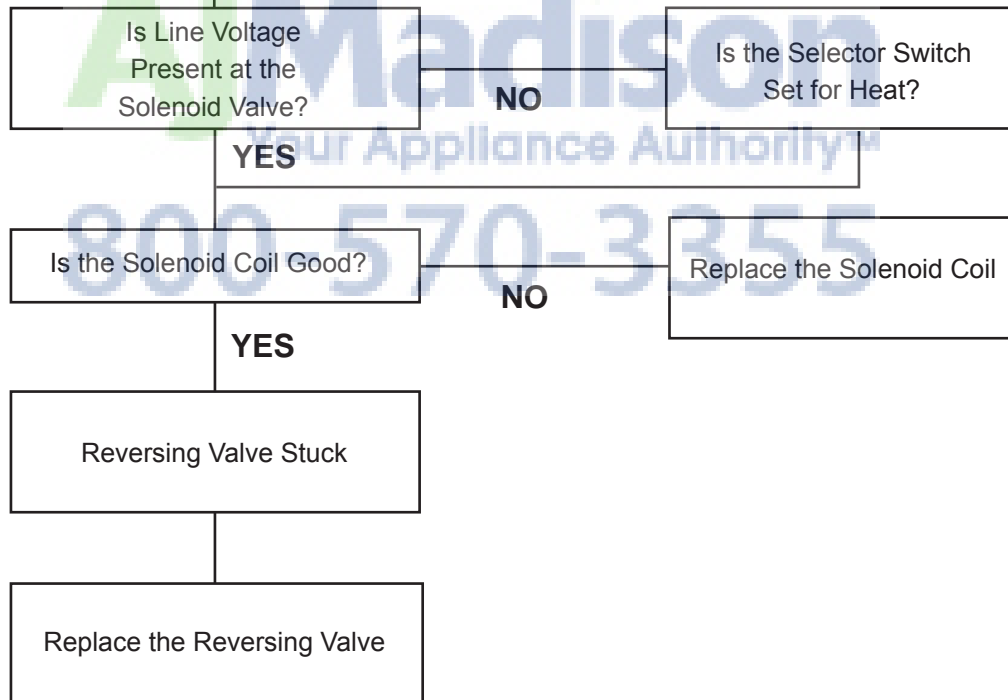 AJMadison
Your Appliance Authority™
800-570-3355
Is Line Voltage
Present at the
Solenoid Valve?
NO
Is the Selector Switch
Set for Heat?
YES
Is the Solenoid Coil Good?
NO
Replace the Solenoid Coil
YES
Reversing Valve Stuck
Replace the Reversing Valve